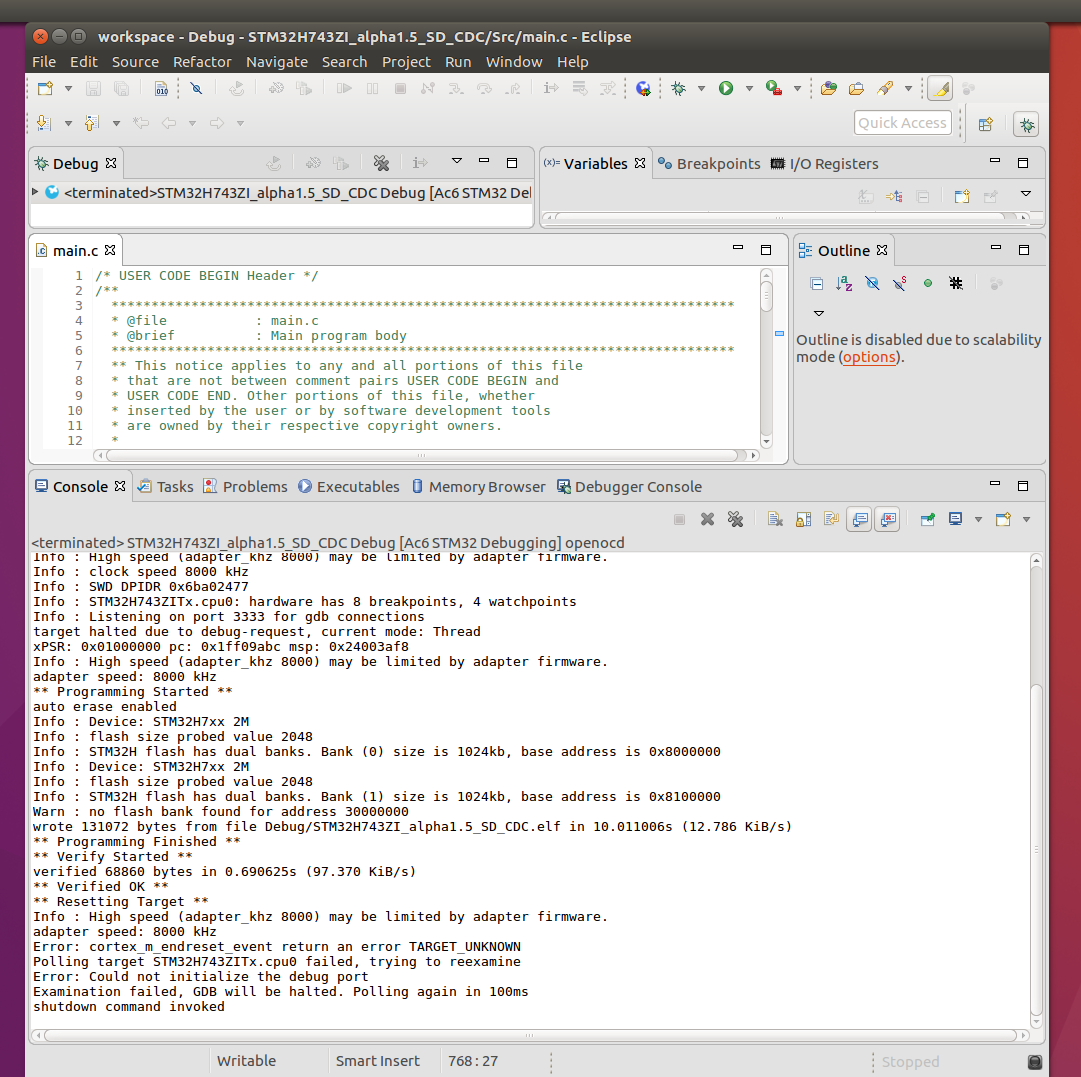 workspace - Debug - STM32H743ZI_alpha1.5_SD_CDC/Src/main.c - Eclipse
File Edit Source Refactor Navigate Search Project Run Window Help
010
Quick Access
Debug
(x)= Variables Breakpoints I/O Registers
<terminated>STM32H743ZI_alpha1.5_SD_CDC Debug [Ac6 STM32 Del
main.c
Outline
1 /* USER CODE BEGIN Header */
2 /**
3 ******************************************************************************
4 * @file : main.c
5 * @brief : Main program body
6 ******************************************************************************
7 ** This notice applies to any and all portions of this file
8 * that are not between comment pairs USER CODE BEGIN and
9 * USER CODE END. Other portions of this file, whether
10 * inserted by the user or by software development tools
11 * are owned by their respective copyright owners.
12 *
Outline is disabled due to scalability
mode (options).
Console Tasks Problems Executables Memory Browser Debugger Console
<terminated> STM32H743ZI_alpha1.5_SD_CDC Debug [Ac6 STM32 Debugging] openocd
Info : High speed (adapter_khz 8000) may be limited by adapter firmware.
Info : clock speed 8000 kHz
Info : SWD DPIDR 0x6ba02477
Info : STM32H743ZITx.cpu0: hardware has 8 breakpoints, 4 watchpoints
Info : Listening on port 3333 for gdb connections
target halted due to debug-request, current mode: Thread
xPSR: 0x01000000 pc: 0x1ff09abc msp: 0x24003af8
Info : High speed (adapter_khz 8000) may be limited by adapter firmware.
adapter speed: 8000 kHz
** Programming Started **
auto erase enabled
Info : Device: STM32H7xx 2M
Info : flash size probed value 2048
Info : STM32H flash has dual banks. Bank (0) size is 1024kb, base address is 0x8000000
Info : Device: STM32H7xx 2M
Info : flash size probed value 2048
Info : STM32H flash has dual banks. Bank (1) size is 1024kb, base address is 0x8100000
Warn : no flash bank found for address 30000000
wrote 131072 bytes from file Debug/STM32H743ZI_alpha1.5_SD_CDC.elf in 10.011006s (12.786 KiB/s)
** Programming Finished **
** Verify Started **
verified 68860 bytes in 0.690625s (97.370 KiB/s)
** Verified OK **
** Resetting Target **
Info : High speed (adapter_khz 8000) may be limited by adapter firmware.
adapter speed: 8000 kHz
Error: cortex_m_endreset_event return an error TARGET_UNKNOWN
Polling target STM32H743ZITx.cpu0 failed, trying to reexamine
Error: Could not initialize the debug port
Examination failed, GDB will be halted. Polling again in 100ms
shutdown command invoked
Writable Smart Insert 768 : 27 Stopped